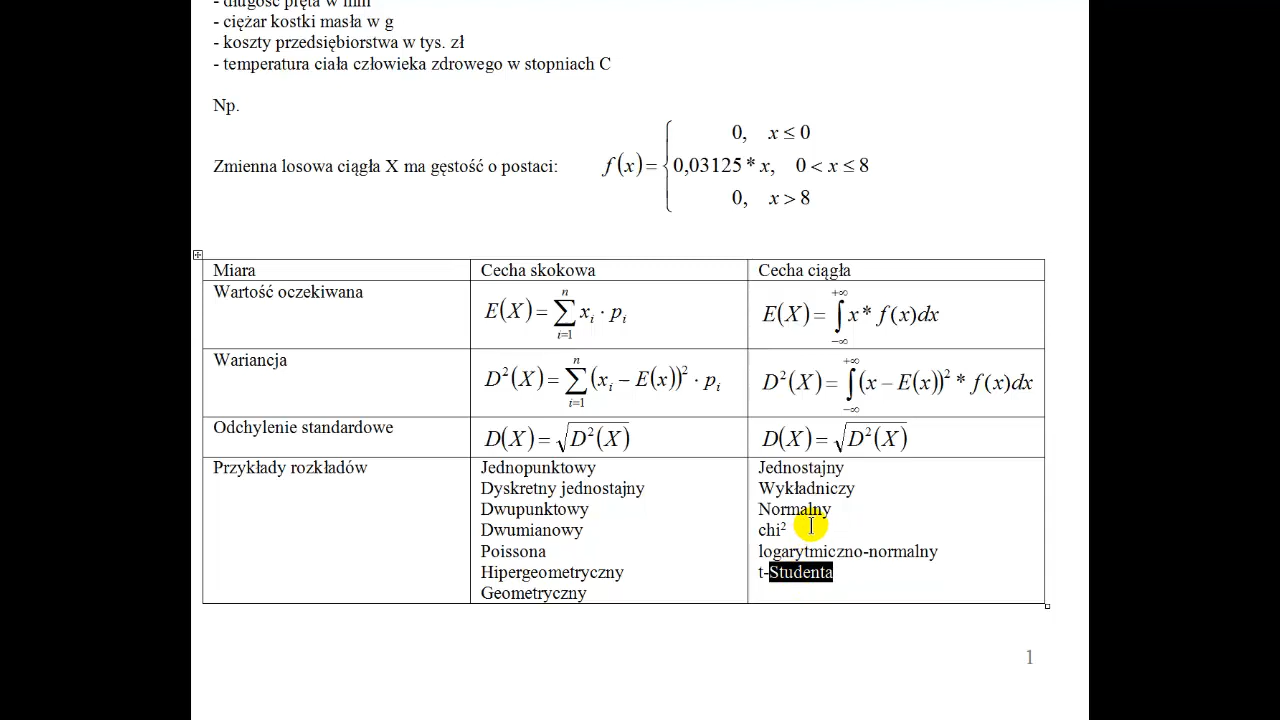 - długość pręta w mm
- ciężar kostki masła w g
- koszty przedsiębiorstwa w tys. zł
- temperatura ciała człowieka zdrowego w stopniach C
Np.
Zmienna losowa ciągła X ma gęstość o postaci: f(x) = { 0, x ≤ 0
0,03125 * x, 0 < x ≤ 8
0, x > 8
Miara Cecha skokowa Cecha ciągła
Wartość oczekiwana E(X) = ∑_{i=1}^{n} x_i · p_i E(X) = ∫_{-∞}^{+∞} x * f(x)dx
Wariancja D²(X) = ∑_{i=1}^{n} (x_i − E(x))² · p_i D²(X) = ∫_{-∞}^{+∞} (x − E(x))² * f(x)dx
Odchylenie standardowe D(X) = √D²(X) D(X) = √D²(X)
Przykłady rozkładów Jednopunktowy Jednostajny
Dyskretny jednostajny Wykładniczy
Dwupunktowy Normalny
Dwumianowy chi²
Poissona logarytmiczno-normalny
Hipergeometryczny t-Studenta
Geometryczny
1